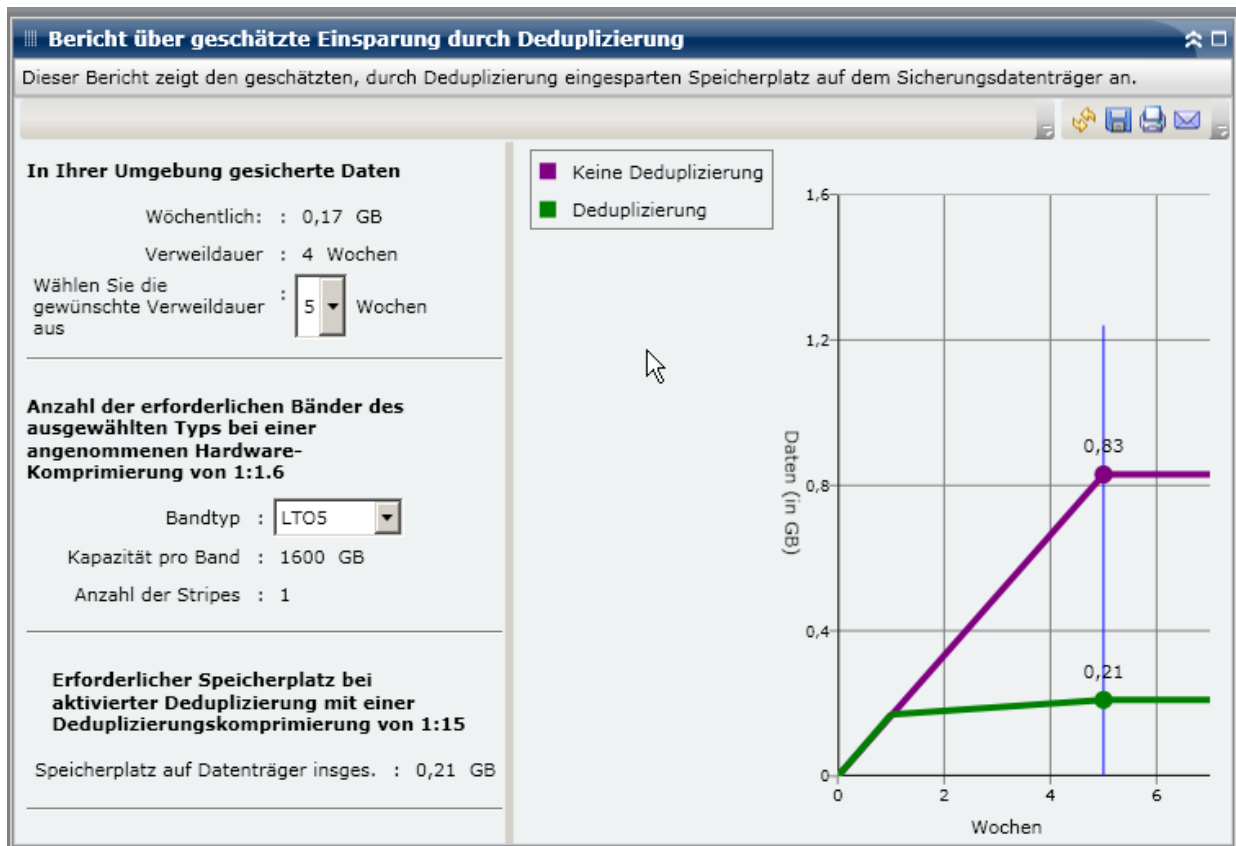 Bericht über geschätzte Einsparung durch Deduplizierung
Dieser Bericht zeigt den geschätzten, durch Deduplizierung eingesparten Speicherplatz auf dem Sicherungsdatenträger an.
In Ihrer Umgebung gesicherte Daten
Wöchentlich: : 0,17 GB
Verweildauer : 4 Wochen
Wählen Sie die
gewünschte Verweildauer : 5 Wochen
aus
Anzahl der erforderlichen Bänder des
ausgewählten Typs bei einer
angenommenen Hardware-
Komprimierung von 1:1.6
Bandtyp : LTO5
Kapazität pro Band : 1600 GB
Anzahl der Stripes : 1
Erforderlicher Speicherplatz bei
aktivierter Deduplizierung mit einer
Deduplizierungskomprimierung von 1:15
Speicherplatz auf Datenträger insges. : 0,21 GB
Keine Deduplizierung
Deduplizierung
1,6
1,2
0,83
0,8
Daten (in GB)
0,4
0,21
0
0 2 4 6
Wochen